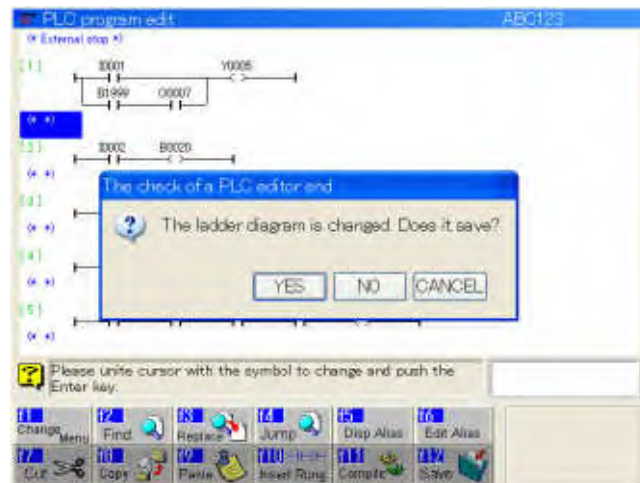 PLC program edit ABC123
(* External stop *)
[1] I0001 Y0005
B1999 O0007
(* *)
[2] I0002 B0020
(* *)
The check of a PLC editor end
[3]
The ladder diagram is changed. Does it save?
(* *)
[4]
YES NO CANCEL
(* *)
[5]
(* *)
Please unite cursor with the symbol to change and push the
Enter key.
f1 f2 f3 f4 f5 f6
Change Menu Find Replace Jump Disp Alias Edit Alias
f7 f8 f9 f10 f11 f12
Cut Copy Paste Insert Rung Compile Save